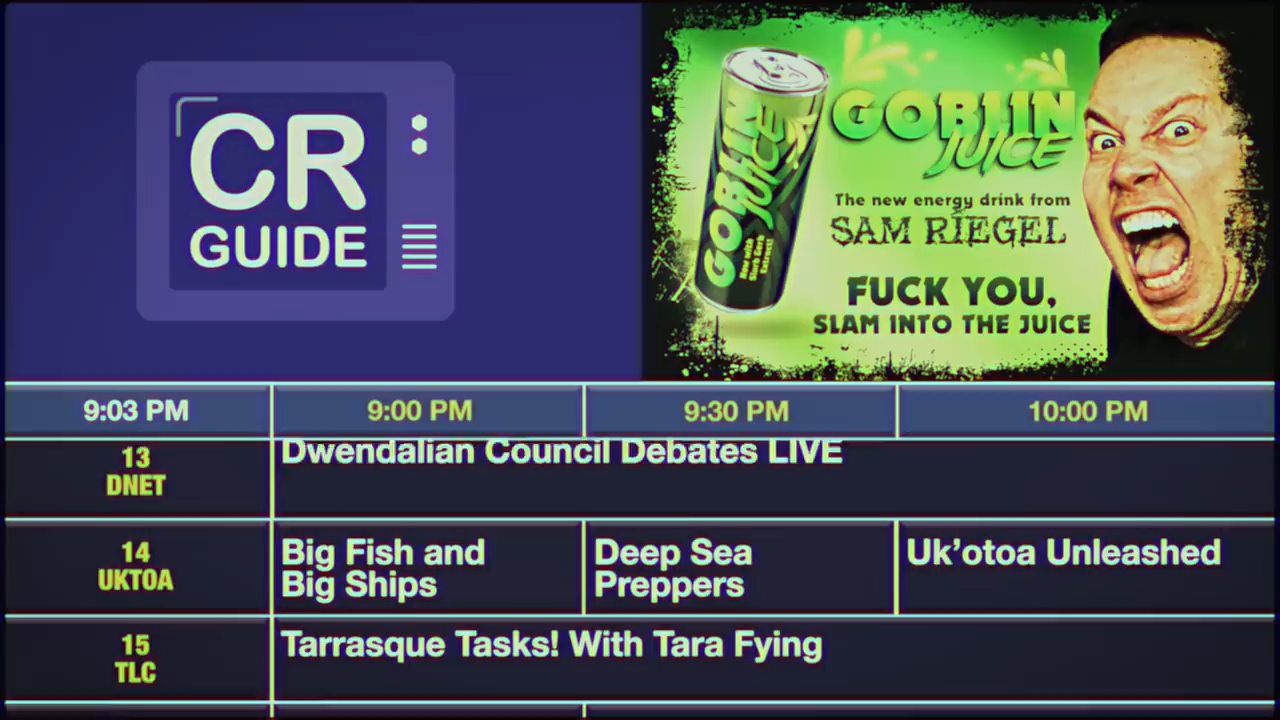 CR
GUIDE
GOBLIN
JUICE
GOBLIN
JUICE
The new energy drink from
SAM RIEGEL
FUCK YOU,
SLAM INTO THE JUICE
9:03 PM
9:00 PM
9:30 PM
10:00 PM
13
DNET
Dwendalian Council Debates LIVE
14
UKTOA
Big Fish and
Big Ships
Deep Sea
Preppers
Uk’otoa Unleashed
15
TLC
Tarrasque Tasks! With Tara Fying